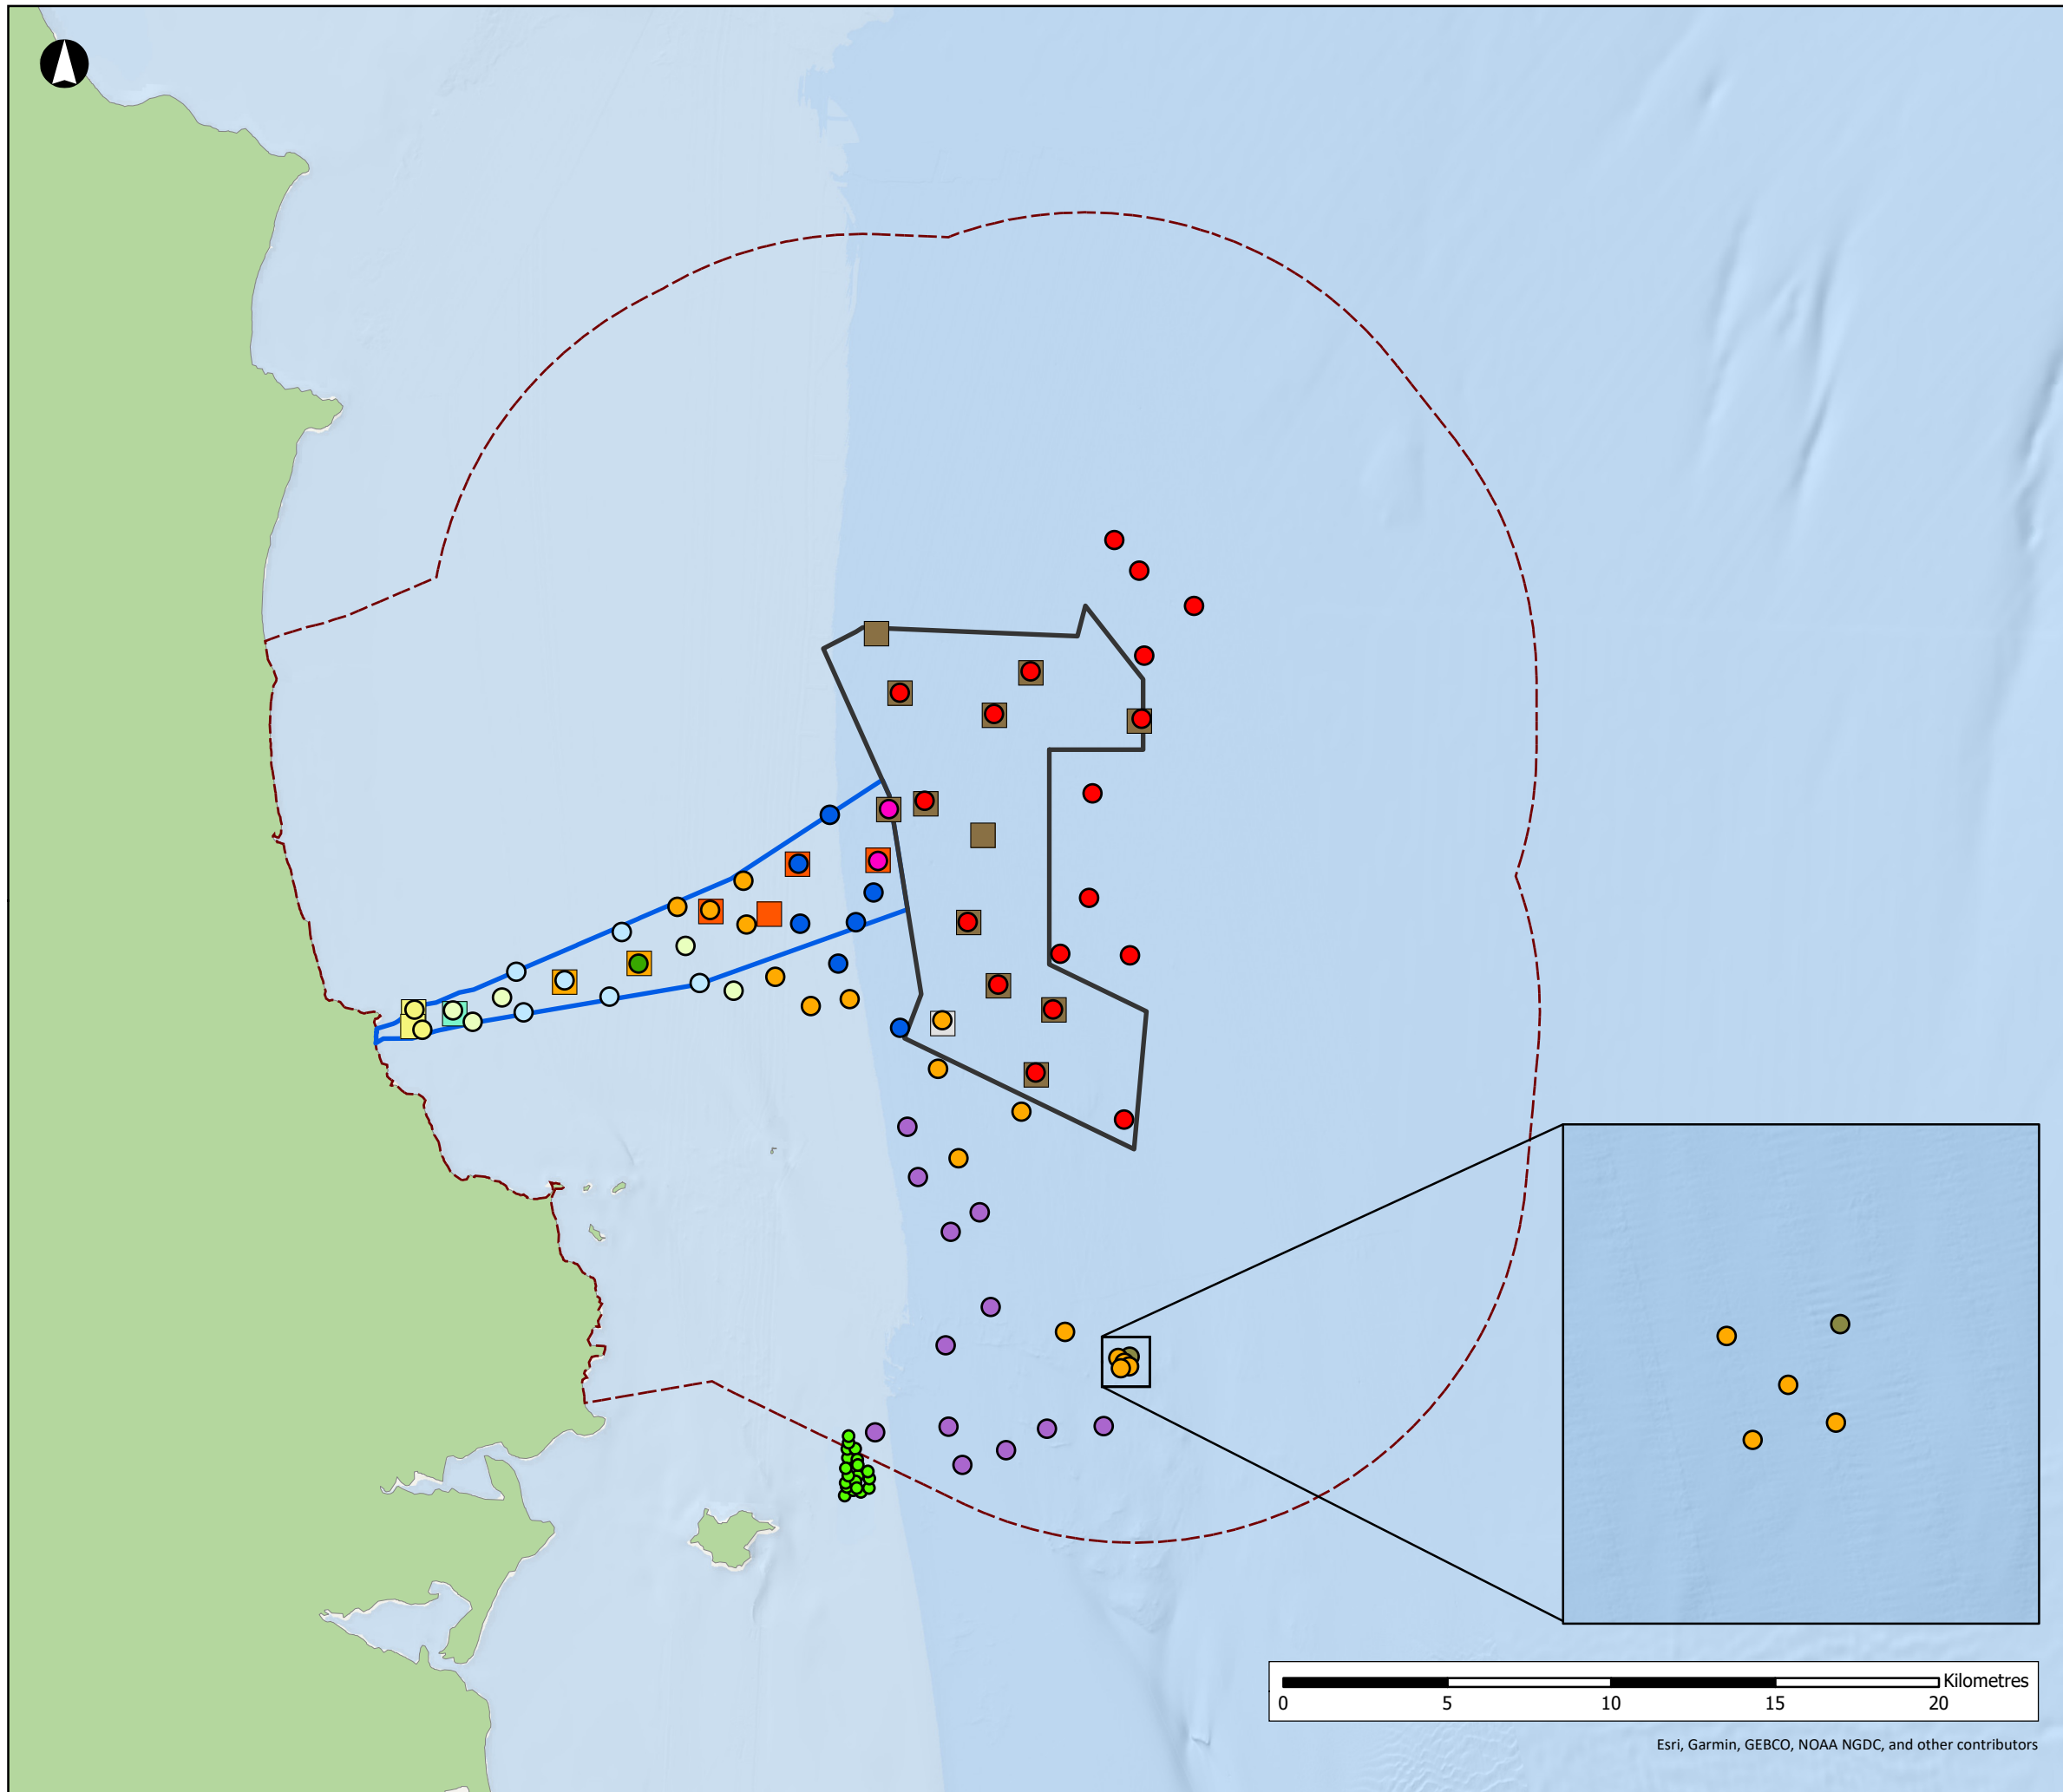 Kilometres
0 5 10 15 20
Esri, Garmin, GEBCO, NOAA NGDC, and other contributors